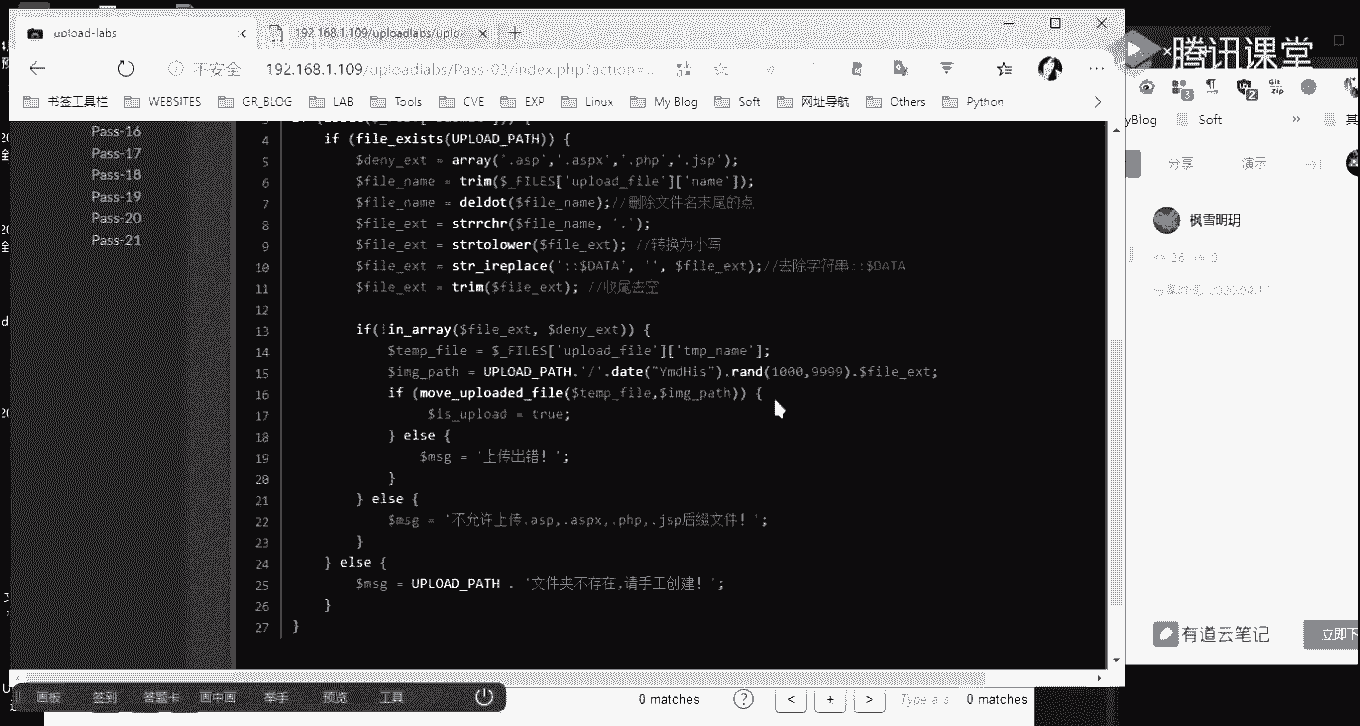 upload-labs
192.168.1.109/uploadlabs/uplo
腾讯课堂
不安全
192.168.1.109/uploadlabs/Pass-03/index.php?action=...
书签工具栏 WEBSITES GR_BLOG LAB Tools CVE EXP Linux My Blog Soft 网址导航 Others Python
yBlog Soft
Pass-16
Pass-17
Pass-18
Pass-19
Pass-20
Pass-21
4 if (file_exists(UPLOAD_PATH)) {
5 $deny_ext = array('.asp','.aspx','.php','.jsp');
6 $file_name = trim($_FILES['upload_file']['name']);
7 $file_name = deldot($file_name);//删除文件名末尾的点
8 $file_ext = strrchr($file_name, '.');
9 $file_ext = strtolower($file_ext); //转换为小写
10 $file_ext = str_ireplace('::$DATA', '', $file_ext);//去除字符串::$DATA
11 $file_ext = trim($file_ext); //收尾去空
12
13 if(!in_array($file_ext, $deny_ext)) {
14 $temp_file = $_FILES['upload_file']['tmp_name'];
15 $img_path = UPLOAD_PATH.'/'.date("YmdHis").rand(1000,9999).$file_ext;
16 if (move_uploaded_file($temp_file,$img_path)) {
17 $is_upload = true;
18 } else {
19 $msg = '上传出错！';
20 }
21 } else {
22 $msg = '不允许上传.asp,.aspx,.php,.jsp后缀文件！';
23 }
24 } else {
25 $msg = UPLOAD_PATH . '文件夹不存在,请手工创建！';
26 }
27 }
分享 演示
枫雪明玥
有道云笔记
立即下
画板 签到 答题卡 画中画 举手 预览 工具
0 matches
? < + > Type a s 0 matches